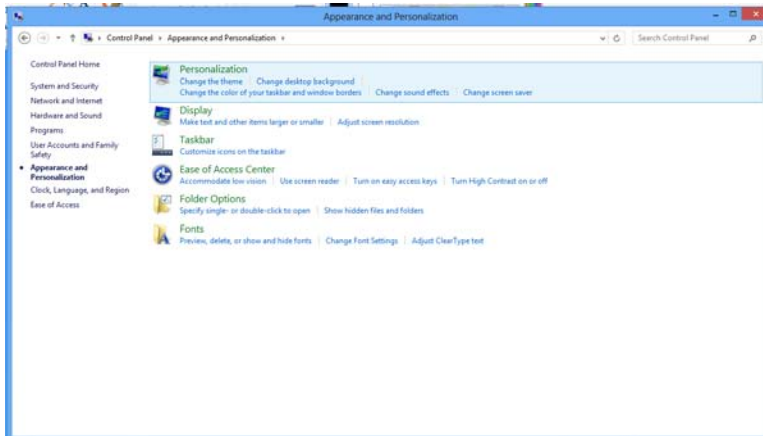 Appearance and Personalization
Control Panel ▸ Appearance and Personalization ▸
Search Control Panel
Control Panel Home
System and Security
Network and Internet
Hardware and Sound
Programs
User Accounts and Family
Safety
Appearance and
Personalization
Clock, Language, and Region
Ease of Access
Personalization
Change the theme | Change desktop background |
Change the color of your taskbar and window borders | Change sound effects | Change screen saver
Display
Make text and other items larger or smaller | Adjust screen resolution
Taskbar
Customize icons on the taskbar
Ease of Access Center
Accommodate low vision | Use screen reader | Turn on easy access keys | Turn High Contrast on or off
Folder Options
Specify single- or double-click to open | Show hidden files and folders
Fonts
Preview, delete, or show and hide fonts | Change Font Settings | Adjust ClearType text